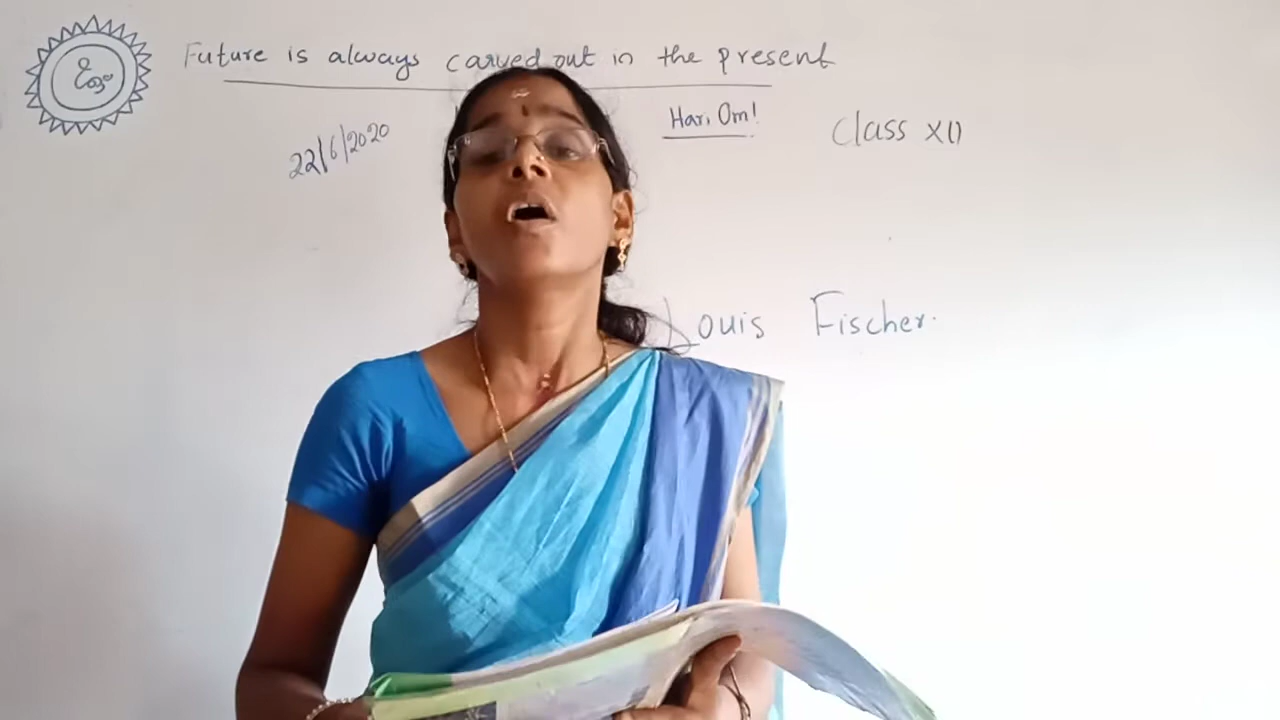 ഓം
Future is always carved out in the present
Hari Om!
22/6/2020
Class XII
Louis Fischer.